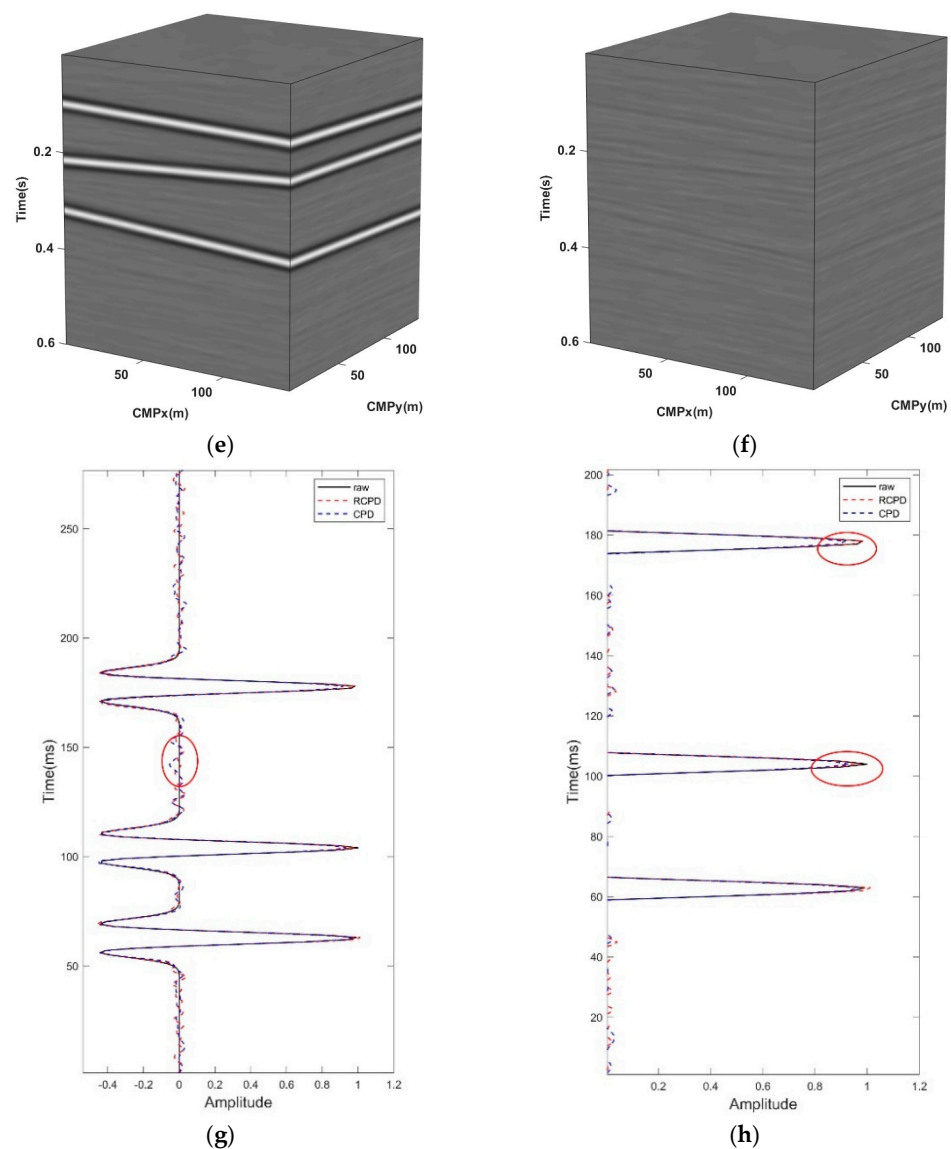 0.2
Time(s)
0.4
0.6
50
100
CMPx(m)
50
100
CMPy(m)
(e)
0.2
Time(s)
0.4
0.6
50
100
CMPx(m)
50
100
CMPy(m)
(f)
raw
RCPD
CPD
250
200
150
100
50
Time(ms)
-0.4
-0.2
0
0.2
0.4
0.6
0.8
1
1.2
Amplitude
(g)
raw
RCPD
CPD
200
180
160
140
120
100
80
60
40
20
Time(ms)
0.2
0.4
0.6
0.8
1
1.2
Amplitude
(h)